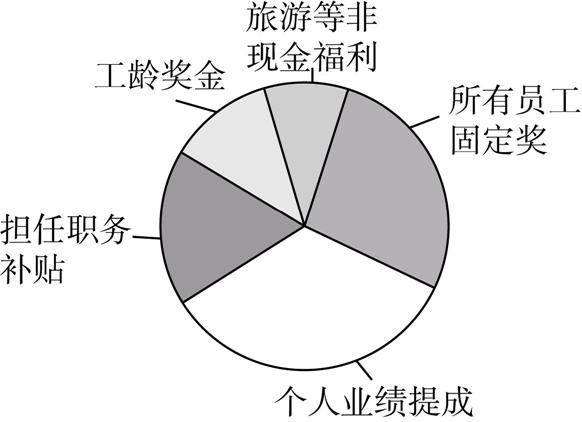 旅游等非
现金福利
工龄奖金
所有员工
固定奖
担任职务
补贴
个人业绩提成